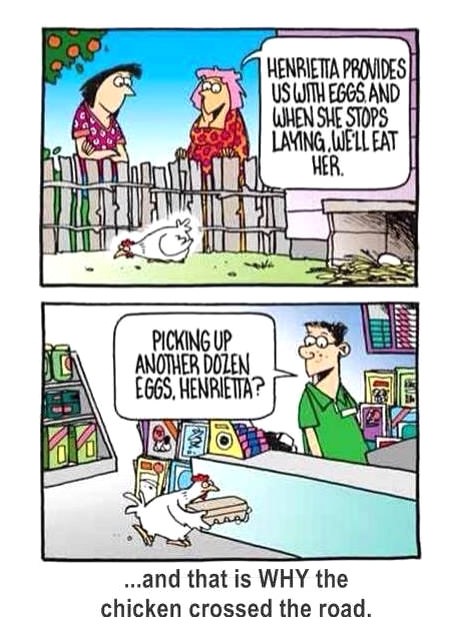 HENRIETTA PROVIDES
US WITH EGGS, AND
WHEN SHE STOPS
LAYING, WE'LL EAT
HER.
PICKING UP
ANOTHER DOZEN
EGGS, HENRIETTA?
...and that is WHY the
chicken crossed the road.